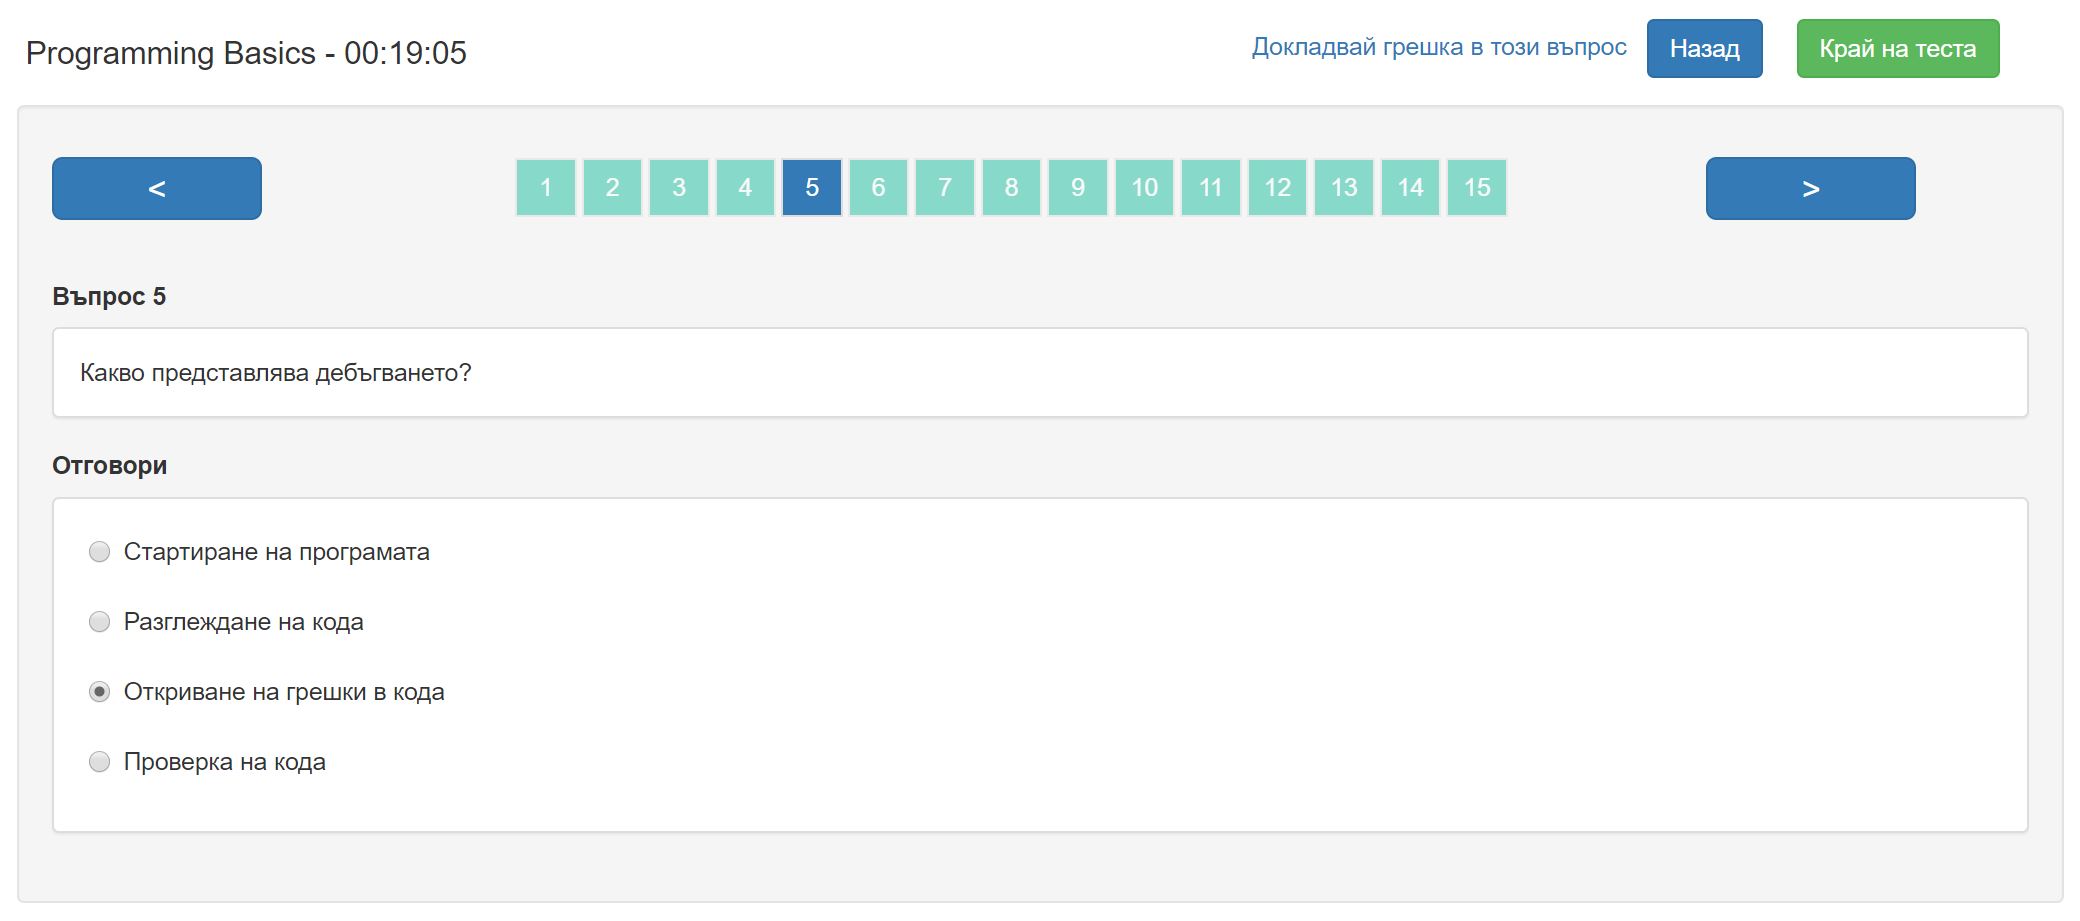 Programming Basics - 00:19:05
Докладвай грешка в този въпрос
Назад
Край на теста
<
1 2 3 4 5 6 7 8 9 10 11 12 13 14 15
>
Въпрос 5
Какво представлява дебъгването?
Отговори
Стартиране на програмата
Разглеждане на кода
Откриване на грешки в кода
Проверка на кода